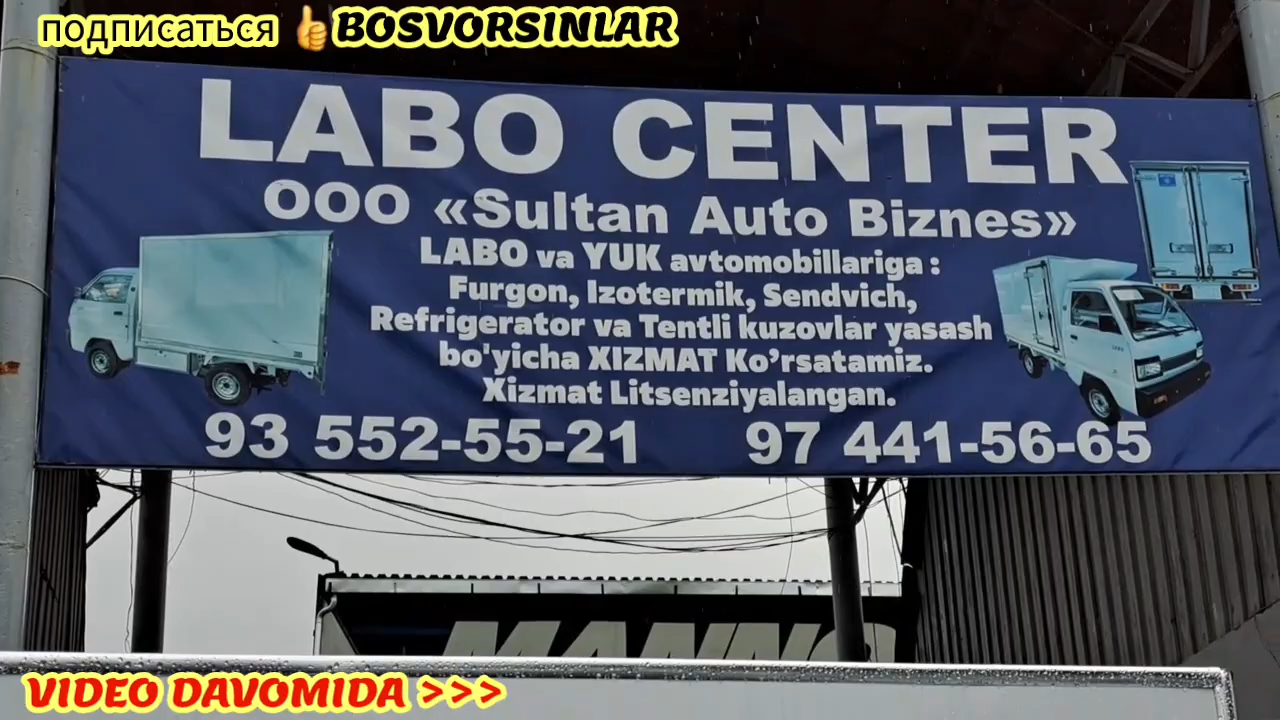 подписаться 👍BOSVORSINLAR
LABO CENTER
ООО «Sultan Auto Biznes»
LABO va YUK avtomobillariga :
Furgon, Izotermik, Sendvich,
Refrigerator va Tentli kuzovlar yasash
bo'yicha XIZMAT Ko’rsatamiz.
Xizmat Litsenziyalangan.
93 552-55-21 97 441-56-65
VIDEO DAVOMIDA >>>